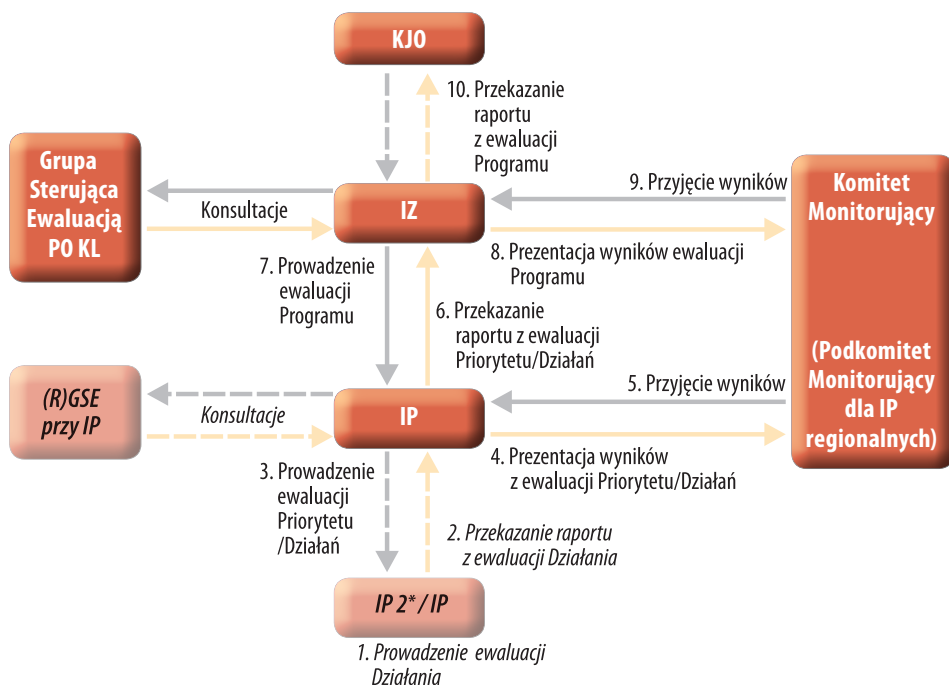 KJO
10. Przekazanie
raportu
z ewaluacji
Programu
Grupa
Sterująca
Ewaluacją
PO KL
Konsultacje
IZ
9. Przyjęcie wyników
8. Prezentacja wyników ewaluacji
Programu
Komitet
Monitorujący
(Podkomitet
Monitorujący
dla IP
regionalnych)
7. Prowadzenie
ewaluacji
Programu
6. Przekazanie
raportu z ewaluacji
Priorytetu/Działań
(R)GSE
przy IP
Konsultacje
IP
5. Przyjęcie wyników
4. Prezentacja wyników
z ewaluacji Priorytetu/Działań
3. Prowadzenie
ewaluacji
Priorytetu
/Działań
2. Przekazanie raportu
z ewaluacji Działania
IP 2* / IP
1. Prowadzenie ewaluacji
Działania